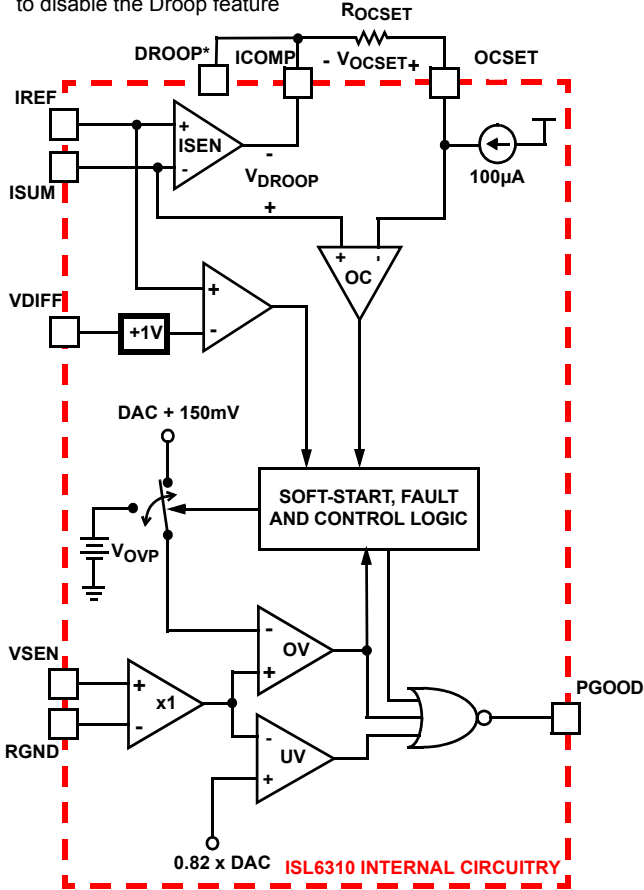 to disable the Droop feature
ROCSET
DROOP*
ICOMP
- VOCSET+
OCSET
IREF
+
ISEN
-
-
VDROOP
+
ISUM
100µA
+ -
OC
VDIFF
+1V
+
-
DAC + 150mV
SOFT-START, FAULT
AND CONTROL LOGIC
VOVP
-
OV
+
VSEN
+
x1
-
RGND
-
UV
+
PGOOD
0.82 x DAC
ISL6310 INTERNAL CIRCUITRY